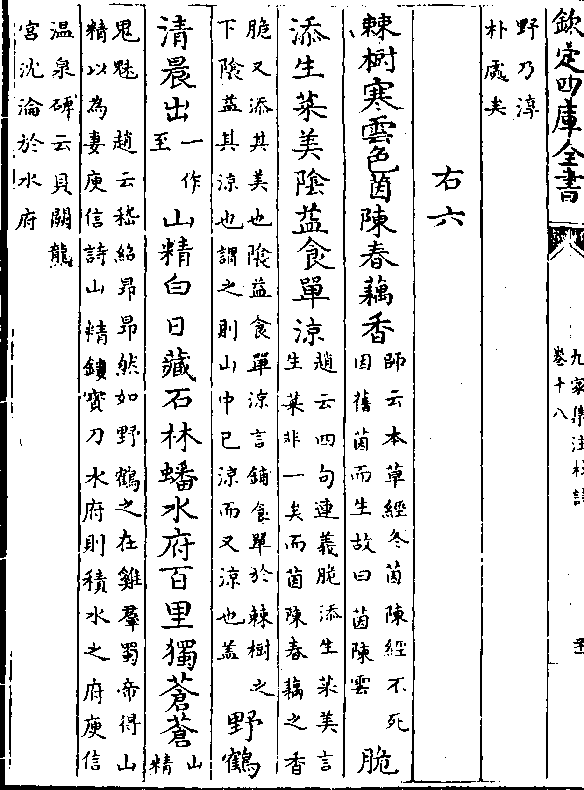 欽定四庫全書
九家集注杜詩
卷十八
野乃淳
朴處矣
右六
棘樹寒雲色茵陳春藕香
師云本草經冬茵陳經不死
因舊茵而生故曰茵陳雲
脆
添生菜美陰益食單涼
趙云四句連義脆添生菜美言
生菜非一矣而茵陳春藕之香
脆又添其美也陰益食單涼言鋪食單於棘樹之
下陰益其涼也謂之則山中已涼而又涼也蓋
野鶴
清晨出
一作
至
山精白日藏石林蟠水府百里獨蒼蒼
山
精
鬼魅 趙云嵇紹昂昂然如野鶴之在雞羣蜀帝得山
精以為妻庾信詩山精鏤寳刀水府則積水之府庾信
溫泉碑云貝闕龍
宮沈淪於水府